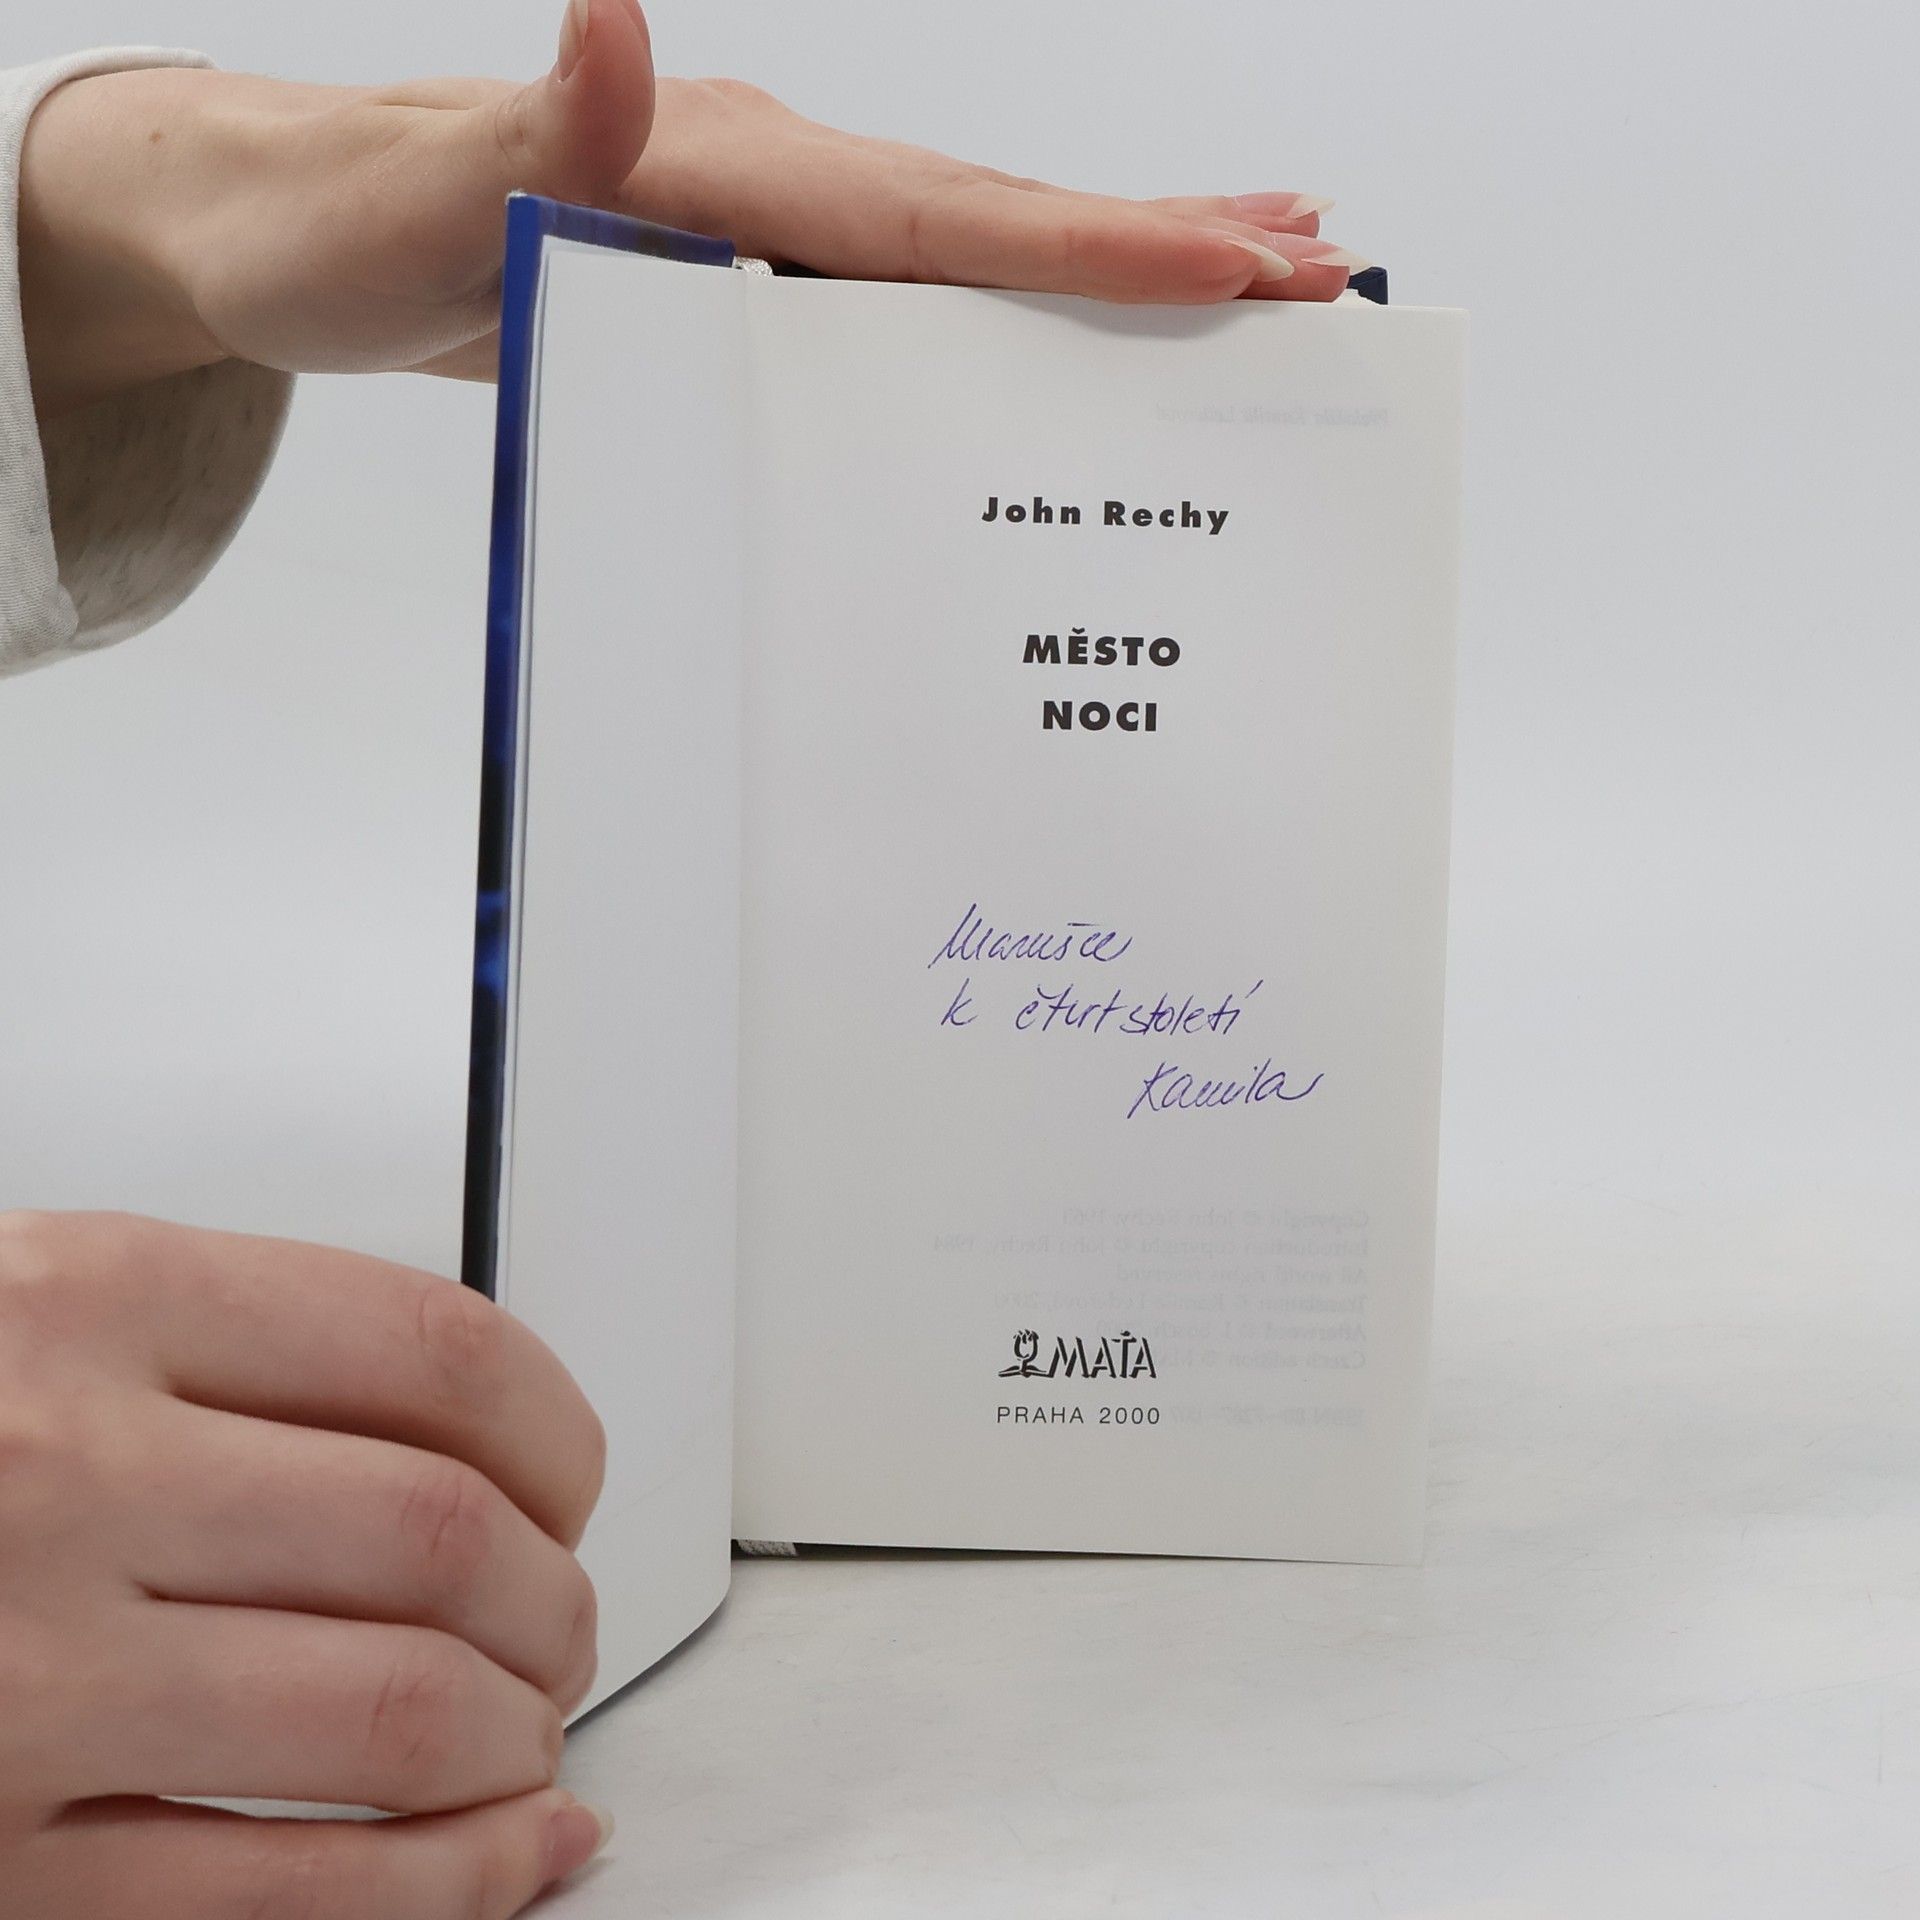 John Rechy
MĚSTO
NOCI
Marušce
k čtvrtstoletí
Kamila
MAŤA
PRAHA 2000